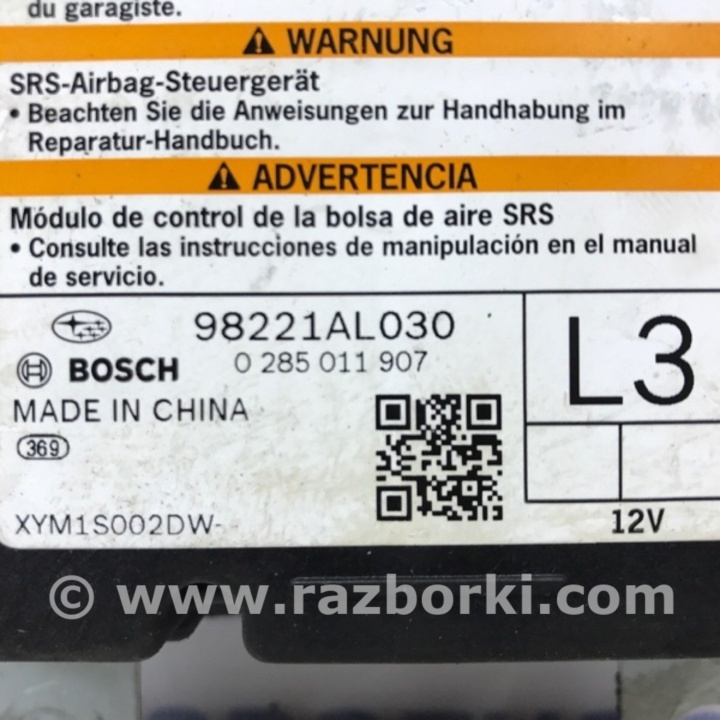 du garagiste.
WARNUNG
SRS-Airbag-Steuergerät
• Beachten Sie die Anweisungen zur Handhabung im
Reparatur-Handbuch.
ADVERTENCIA
Módulo de control de la bolsa de aire SRS
• Consulte las instrucciones de manipulación en el manual
de servicio.
98221AL030
BOSCH 0 285 011 907
L3
MADE IN CHINA
369
XYM1S002DW-
12V
© www.razborki.com